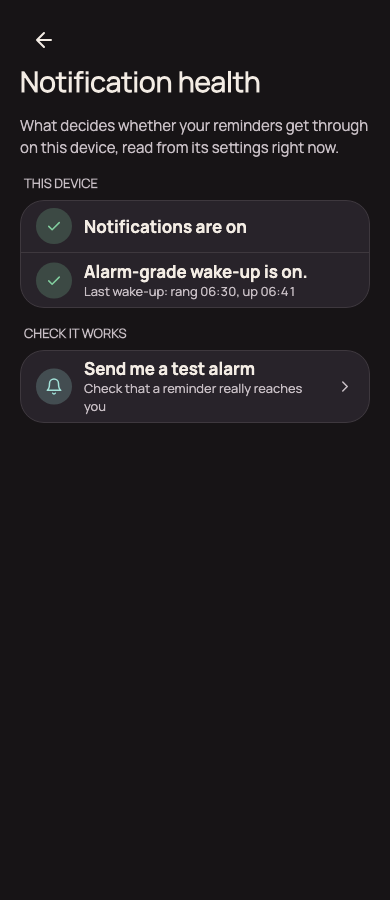 Notification health
What decides whether your reminders get through
on this device, read from its settings right now.
THIS DEVICE
Notifications are on
Alarm-grade wake-up is on.
Last wake-up: rang 06:30, up 06:41
CHECK IT WORKS
Send me a test alarm
Check that a reminder really reaches
you